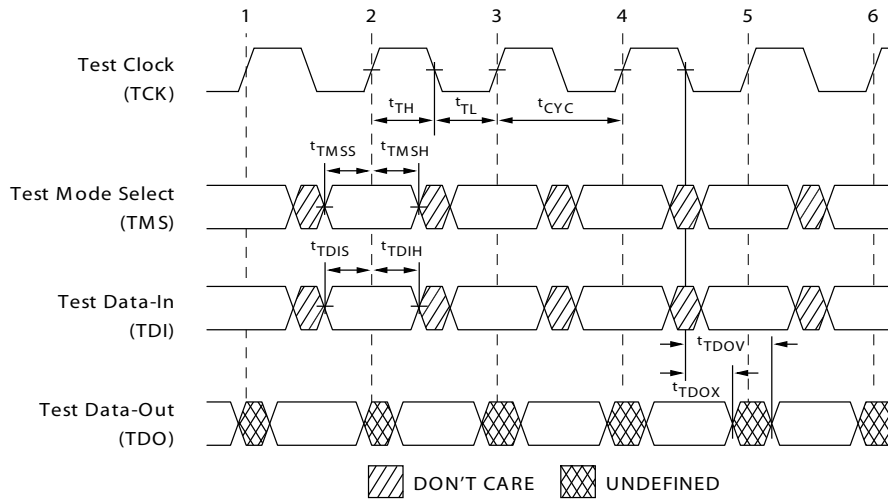 1 2 3 4 5 6
Test Clock
(TCK)
tTH tTL tCYC
tTMSS tTMSH
Test Mode Select
(TMS)
tTDIS tTDIH
Test Data-In
(TDI)
tTDOV
tTDOX
Test Data-Out
(TDO)
DON'T CARE UNDEFINED